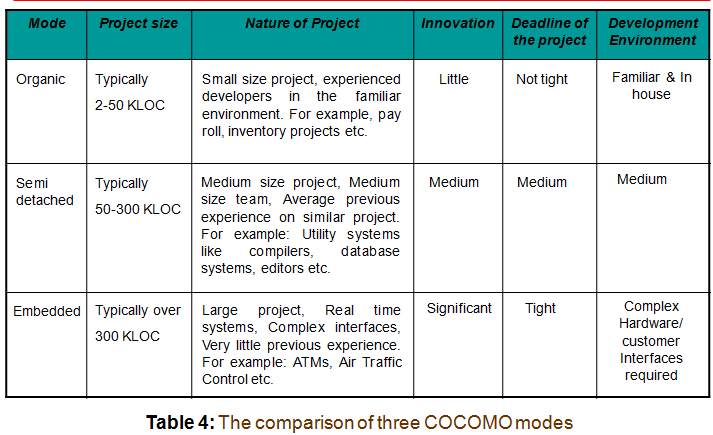 Mode Project size Nature of Project Innovation Deadline of the project Development Environment
Organic Typically 2-50 KLOC Small size project, experienced developers in the familiar environment. For example, pay roll, inventory projects etc. Little Not tight Familiar & In house
Semi detached Typically 50-300 KLOC Medium size project, Medium size team, Average previous experience on similar project. For example: Utility systems like compilers, database systems, editors etc. Medium Medium Medium
Embedded Typically over 300 KLOC Large project, Real time systems, Complex interfaces, Very little previous experience. For example: ATMs, Air Traffic Control etc. Significant Tight Complex Hardware/ customer Interfaces required
Table 4: The comparison of three COCOMO modes